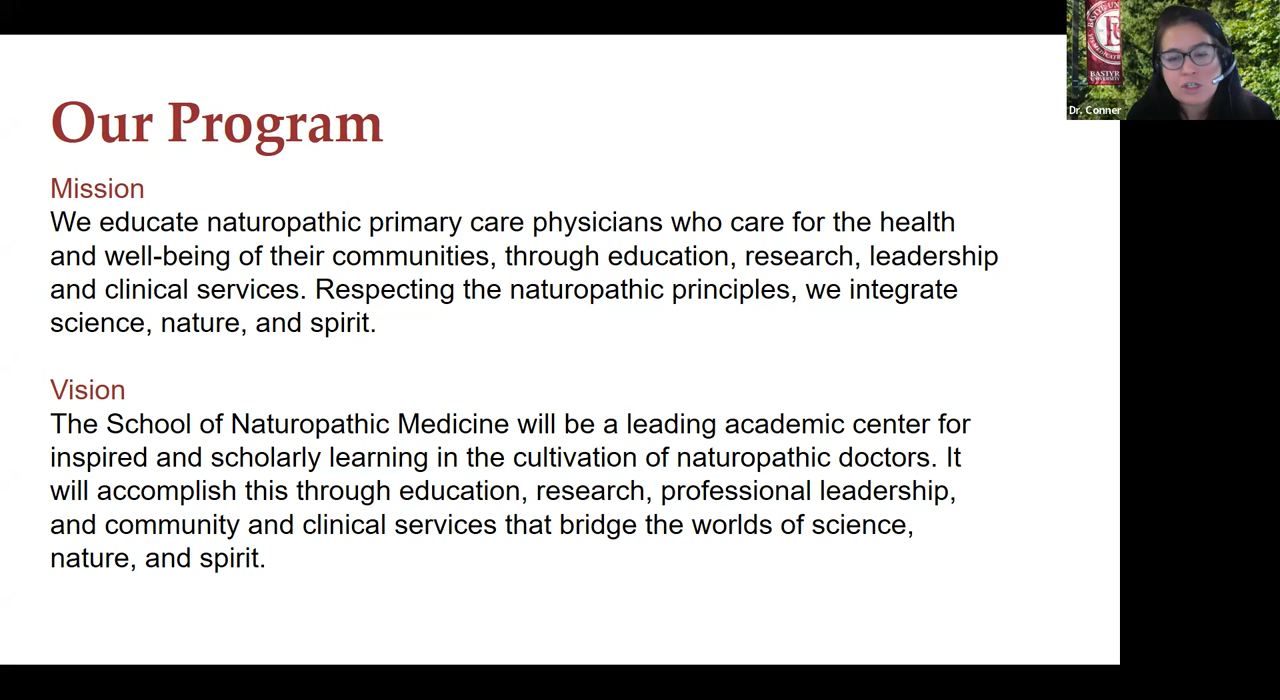 Our Program
Mission
We educate naturopathic primary care physicians who care for the health
and well-being of their communities, through education, research, leadership
and clinical services. Respecting the naturopathic principles, we integrate
science, nature, and spirit.
Vision
The School of Naturopathic Medicine will be a leading academic center for
inspired and scholarly learning in the cultivation of naturopathic doctors. It
will accomplish this through education, research, professional leadership,
and community and clinical services that bridge the worlds of science,
nature, and spirit.
BASTYR
UNIVERSITY
Dr. Conner